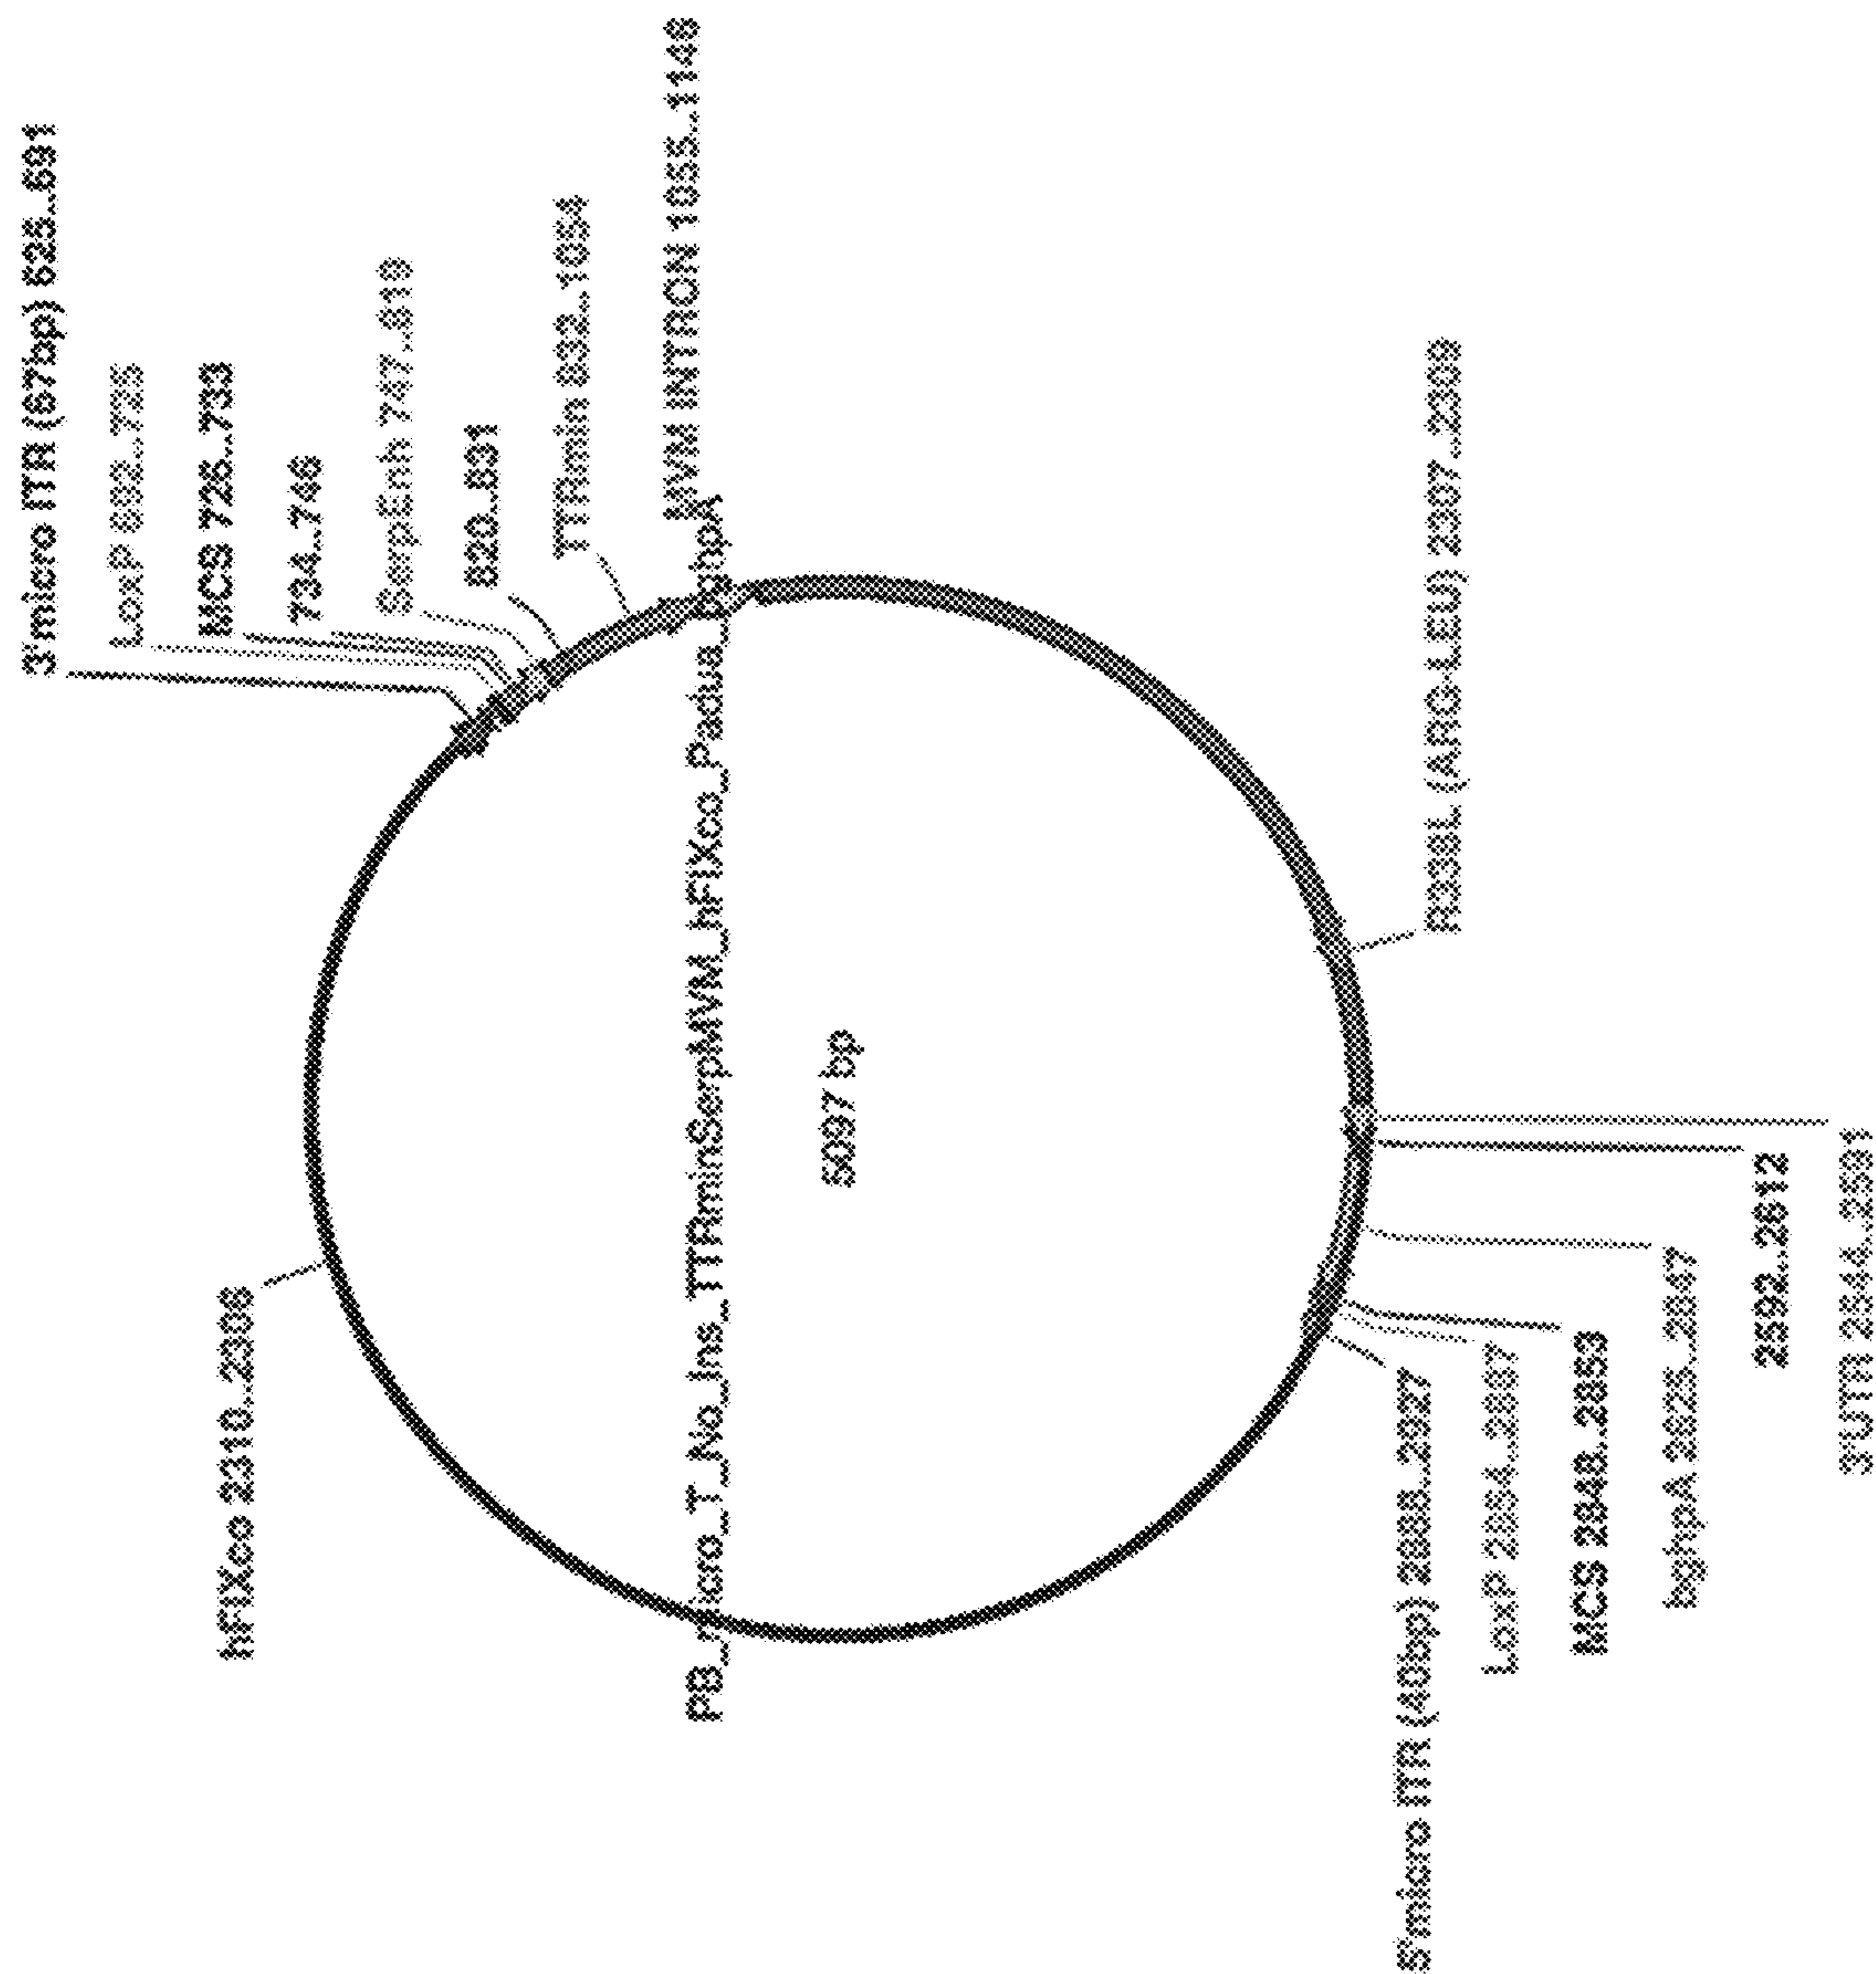 3'micro ITR (67bp) 625..691
LoxP 692..725
MCS 726..733
734..746
SerpEnh 747..819
820..831
TTRmin 832..1054
MVM INTRON 1055..1146
PB_micro_T_No_Ins_TTRminSerpMVM_hFIXco_Padua_bghpA
5097 bp
hFIXco 2310..2306
R338L (ARG-LEU) 2307..2309
3'UTR 2544..2591
2592..2612
bghpA 2625..2847
MCS 2848..2853
LoxP 2854..2887
5'micro ITR (40bp) 2888..2927